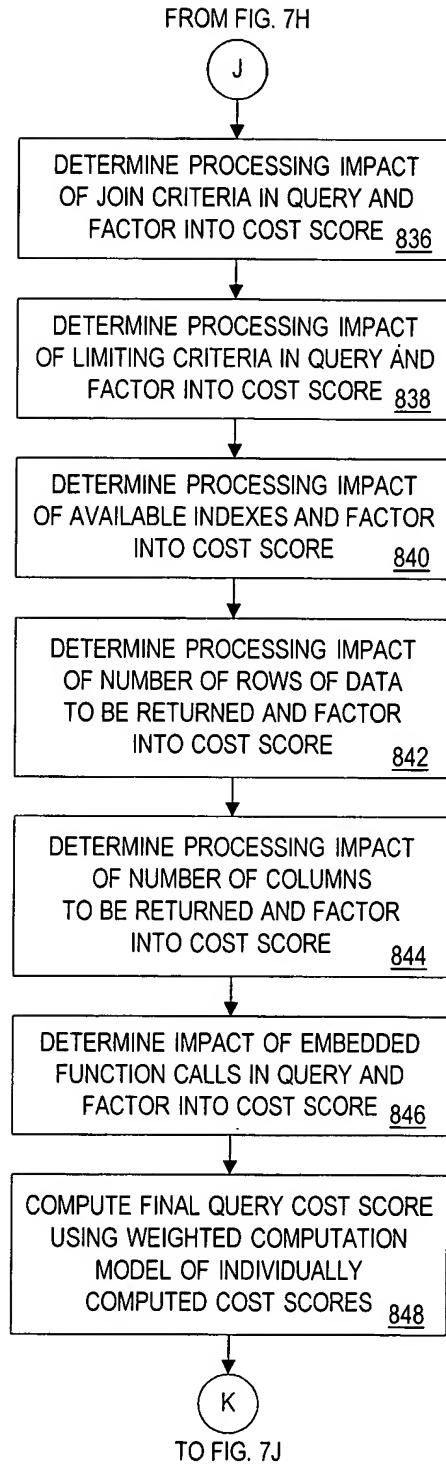 FROM FIG. 7H
J
DETERMINE PROCESSING IMPACT
OF JOIN CRITERIA IN QUERY AND
FACTOR INTO COST SCORE 836
DETERMINE PROCESSING IMPACT
OF LIMITING CRITERIA IN QUERY AND
FACTOR INTO COST SCORE 838
DETERMINE PROCESSING IMPACT
OF AVAILABLE INDEXES AND FACTOR
INTO COST SCORE 840
DETERMINE PROCESSING IMPACT
OF NUMBER OF ROWS OF DATA
TO BE RETURNED AND FACTOR
INTO COST SCORE 842
DETERMINE PROCESSING IMPACT
OF NUMBER OF COLUMNS
TO BE RETURNED AND FACTOR
INTO COST SCORE 844
DETERMINE IMPACT OF EMBEDDED
FUNCTION CALLS IN QUERY AND
FACTOR INTO COST SCORE 846
COMPUTE FINAL QUERY COST SCORE
USING WEIGHTED COMPUTATION
MODEL OF INDIVIDUALLY
COMPUTED COST SCORES 848
K
TO FIG. 7J